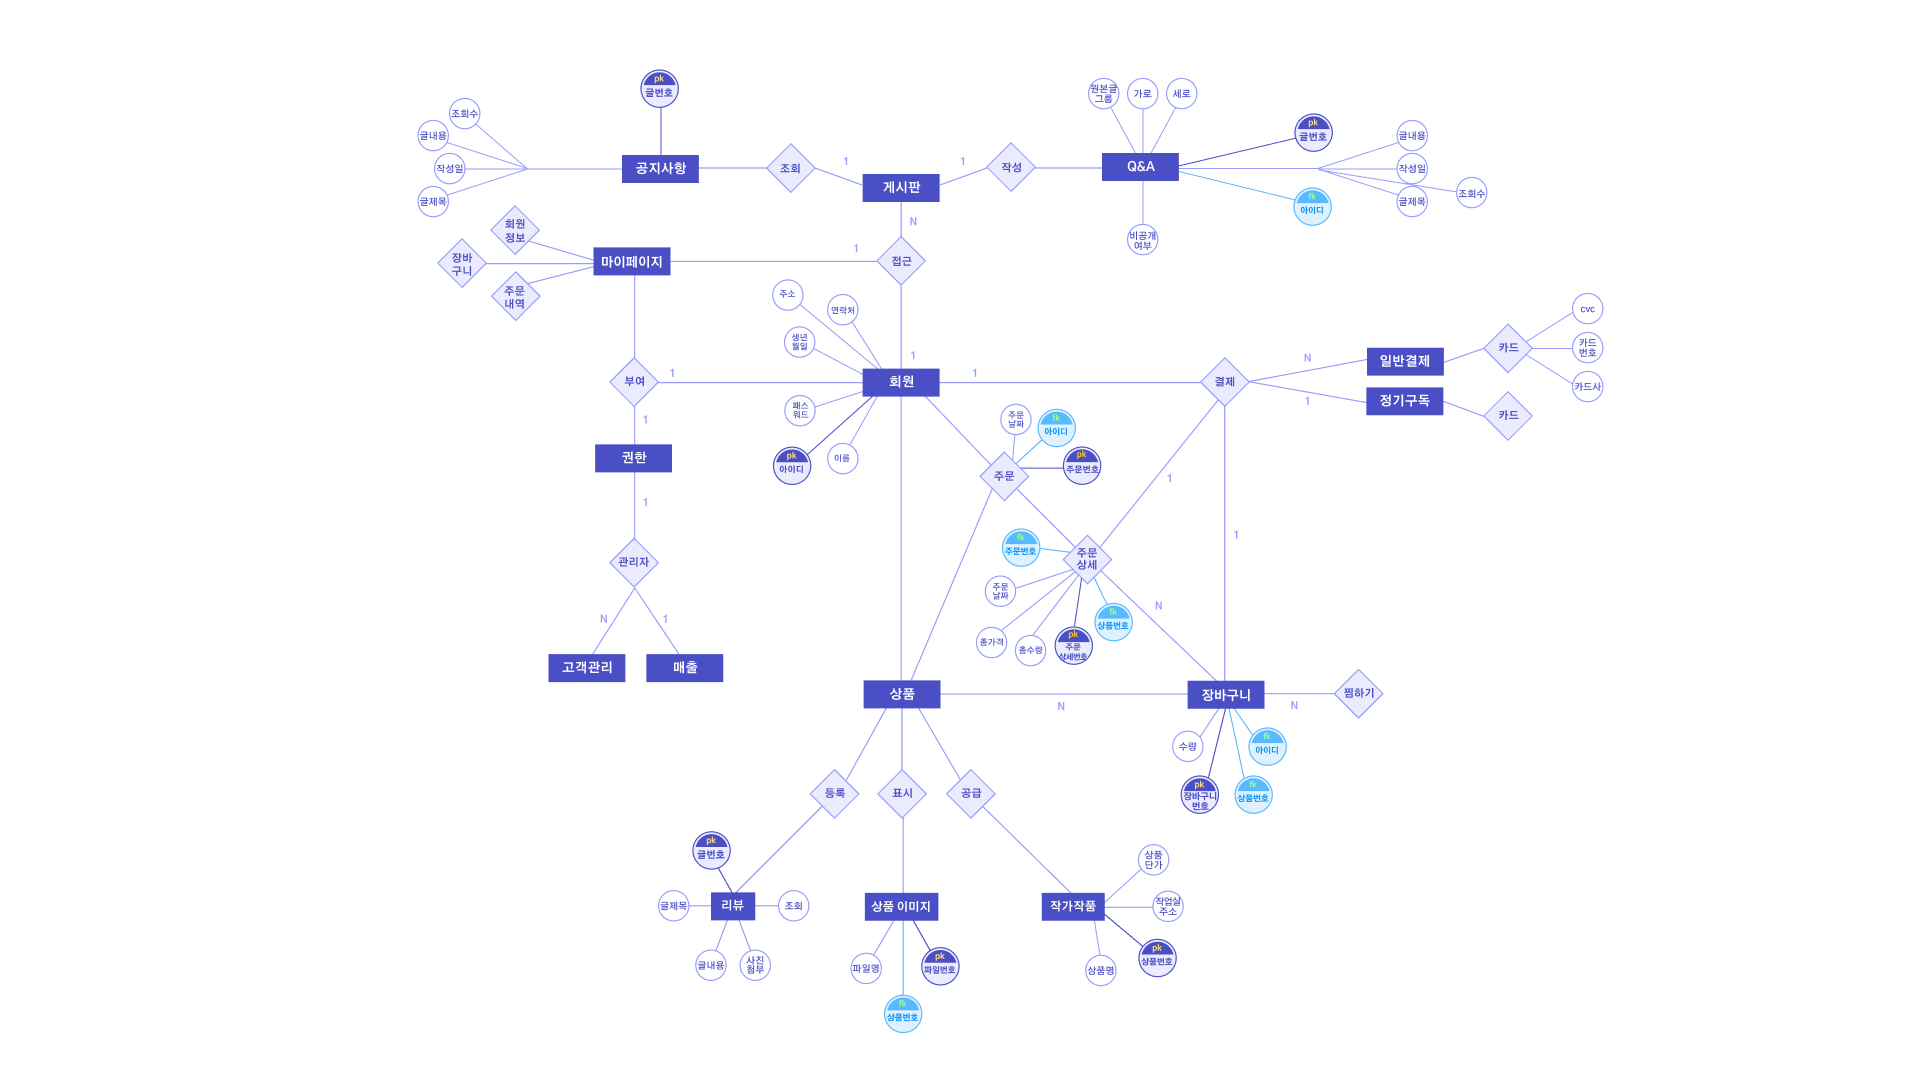 pk
글번호
조회수
글내용
작성일
글제목
공지사항
조회
1
게시판
1
작성
Q&A
원본글
그룹
가로
세로
pk
글번호
fk
아이디
글내용
작성일
글제목
조회수
비공개
여부
N
접근
1
회원
정보
장바
구니
주문
내역
마이페이지
주소
연락처
생년
월일
패스
워드
pk
아이디
이름
1
회원
1
부여
1
1
권한
1
관리자
N
1
고객관리
매출
결제
N
1
일반결제
정기구독
카드
카드
cvc
카드
번호
카드사
주문
날짜
fk
아이디
pk
주문번호
주문
1
1
fk
주문번호
주문
상세
주문
날짜
총가격
총수량
pk
주문
상세번호
fk
상품번호
N
상품
N
장바구니
N
찜하기
수량
pk
장바구니
번호
fk
상품번호
fk
아이디
등록
표시
공급
pk
글번호
글제목
리뷰
조회
글내용
사진
첨부
상품 이미지
파일명
pk
파일번호
fk
상품번호
작가작품
상품
단가
작업실
주소
pk
상품번호
상품명